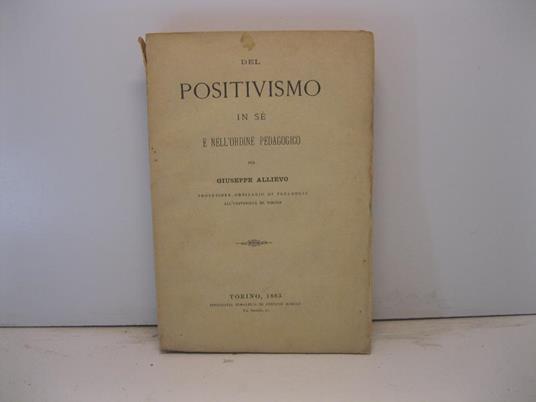 DEL
POSITIVISMO
IN SÈ
E NELL'ORDINE PEDAGOGICO
PER
GIUSEPPE ALLIEVO
PROFESSORE ORDINARIO DI PEDAGOGIA
ALL'UNIVERSITÀ DI TORINO
TORINO, 1883